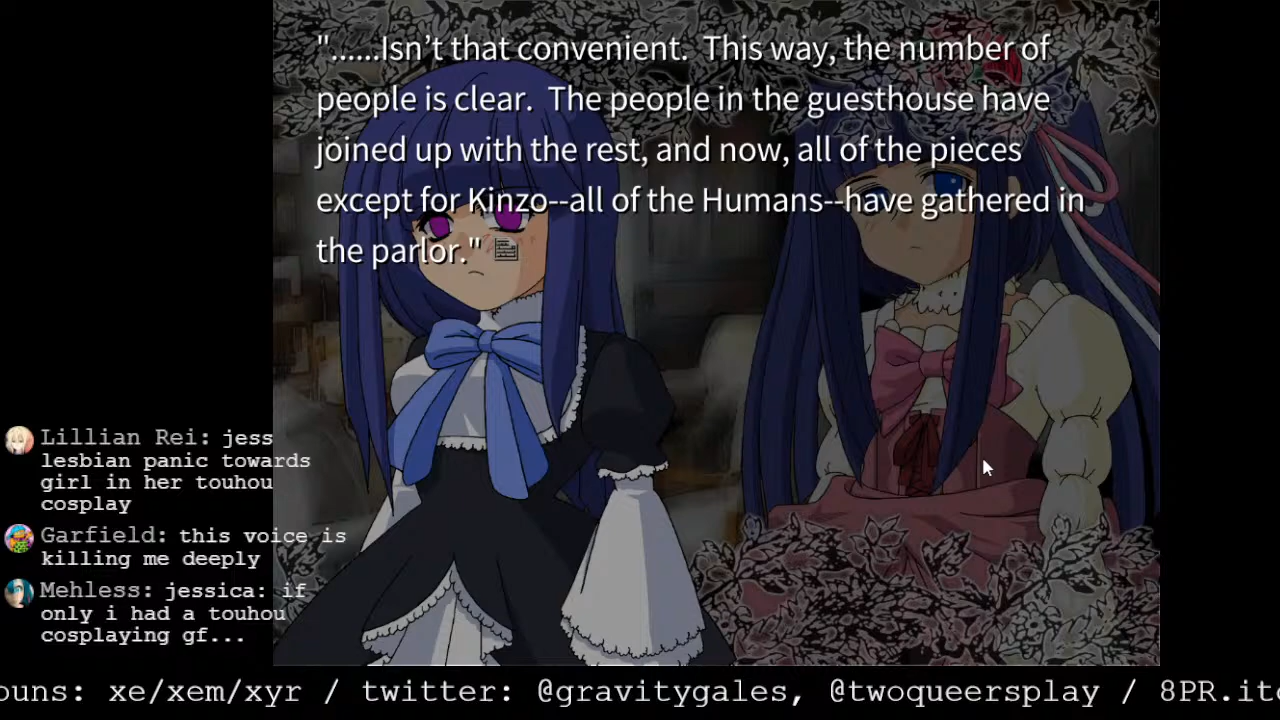 "......Isn't that convenient.  This way, the number of
people is clear.  The people in the guesthouse have
joined up with the rest, and now, all of the pieces
except for Kinzo--all of the Humans--have gathered in
the parlor."
Lillian Rei: jess
lesbian panic towards
girl in her touhou
cosplay
Garfield: this voice is
killing me deeply
Mehless: jessica: if
only i had a touhou
cosplaying gf...
ouns: xe/xem/xyr / twitter: @gravitygales, @twoqueersplay / 8PR.itc